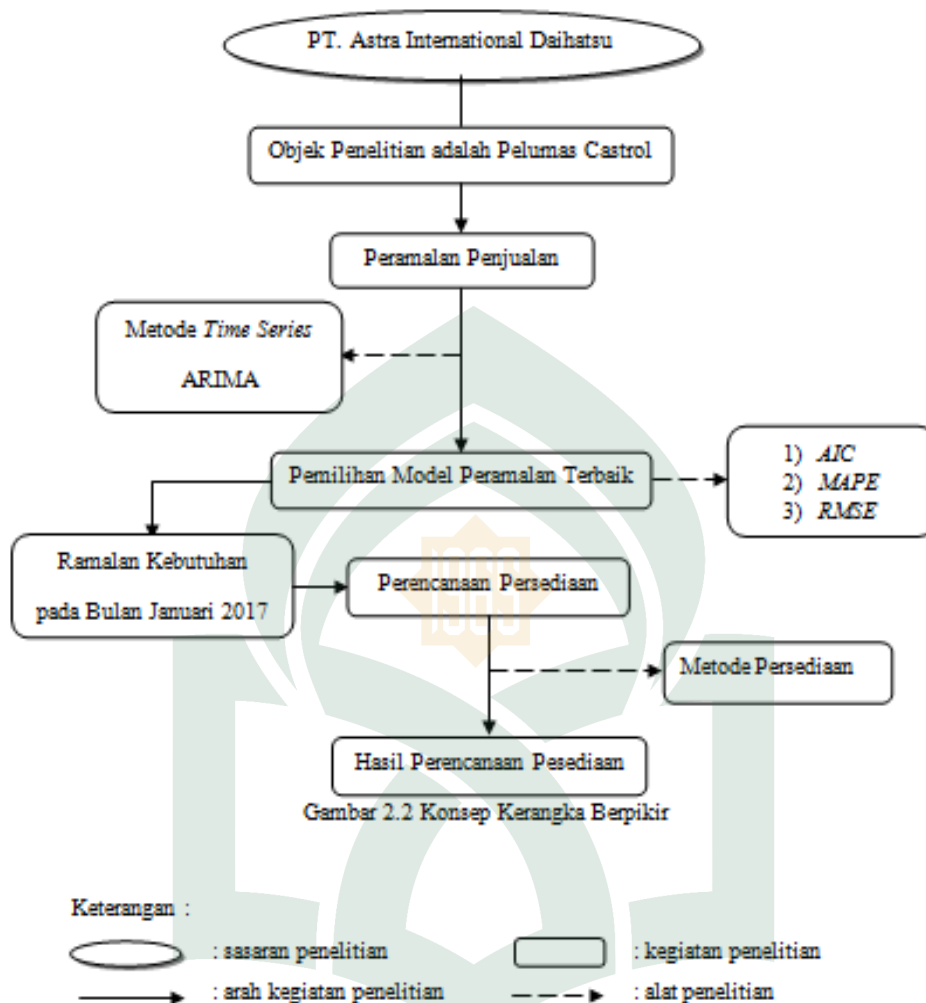 PT. Astra International Daihatsu
Objek Penelitian adalah Pelumas Castrol
Peramalan Penjualan
Metode Time Series
ARIMA
Pemilihan Model Peramalan Terbaik
1) AIC
2) MAPE
3) RMSE
Ramalan Kebutuhan
pada Bulan Januari 2017
Perencanaan Persediaan
1965
Metode Persediaan
Hasil Perencanaan Pesediaan
Gambar 2.2 Konsep Kerangka Berpikir
Keterangan :
: sasaran penelitian
: kegiatan penelitian
: arah kegiatan penelitian
: alat penelitian